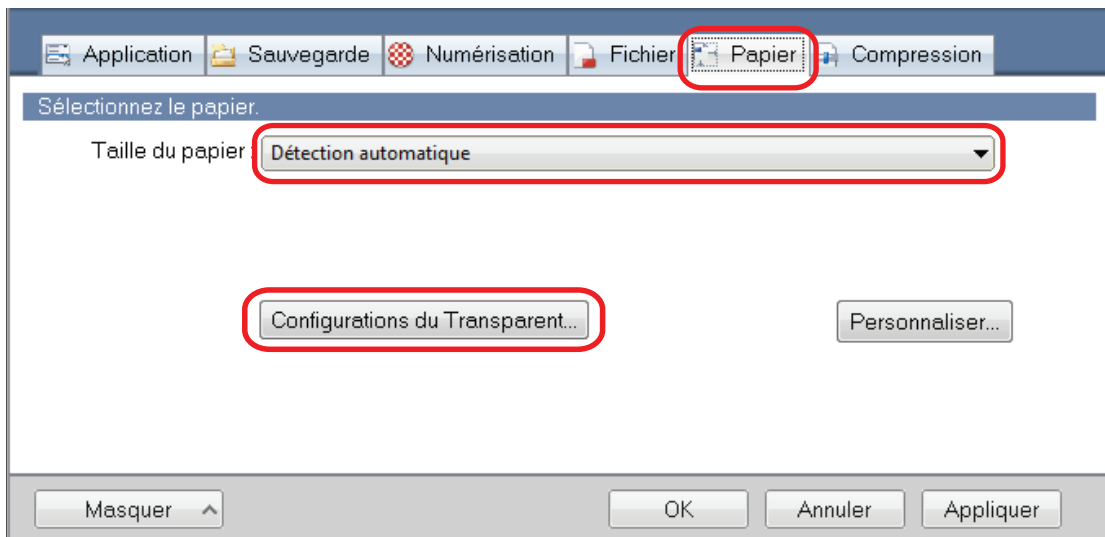 Application Sauvegarde Numérisation Fichier Papier Compression
Sélectionnez le papier.
Taille du papier : Détection automatique
Configurations du Transparent... Personnaliser...
Masquer OK Annuler Appliquer